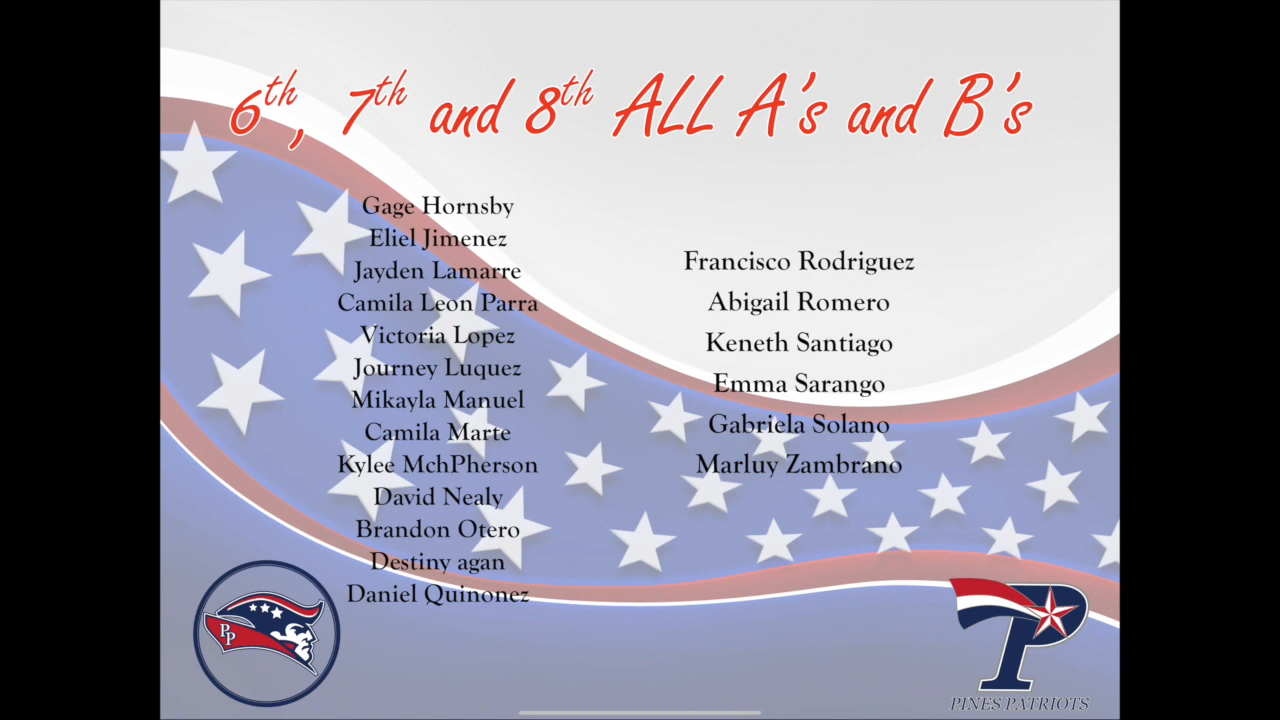 6th, 7th and 8th ALL A's and B's
Gage Hornsby
Eliel Jimenez
Jayden Lamarre
Camila Leon Parra
Victoria Lopez
Journey Luquez
Mikayla Manuel
Camila Marte
Kylee MchPherson
David Nealy
Brandon Otero
Destiny agan
Daniel Quinonez
Francisco Rodriguez
Abigail Romero
Keneth Santiago
Emma Sarango
Gabriela Solano
Marluy Zambrano
PP
P
PINES PATRIOTS